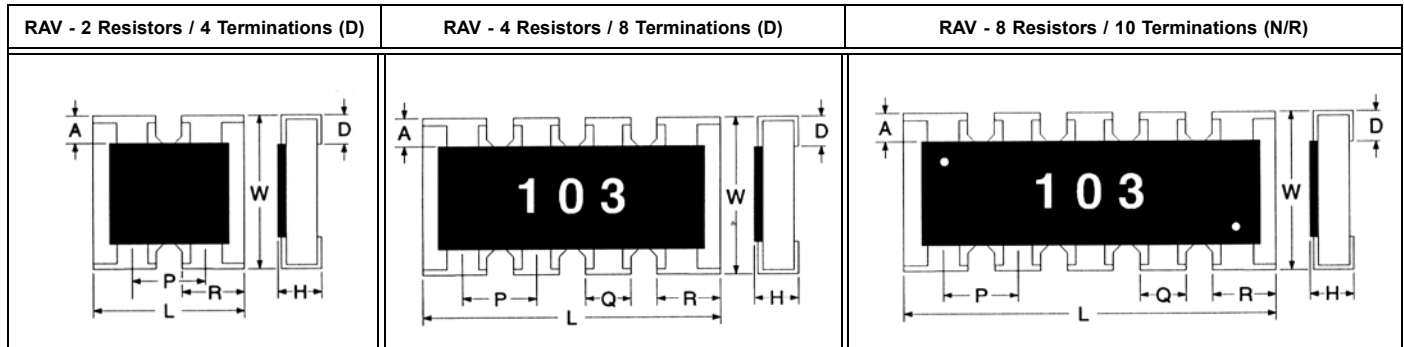 RAV - 2 Resistors / 4 Terminations (D)
RAV - 4 Resistors / 8 Terminations (D)
RAV - 8 Resistors / 10 Terminations (N/R)
A
D
W
P
R
H
L
A
D
103
W
P
Q
R
H
L
A
D
103
W
P
Q
R
H
L